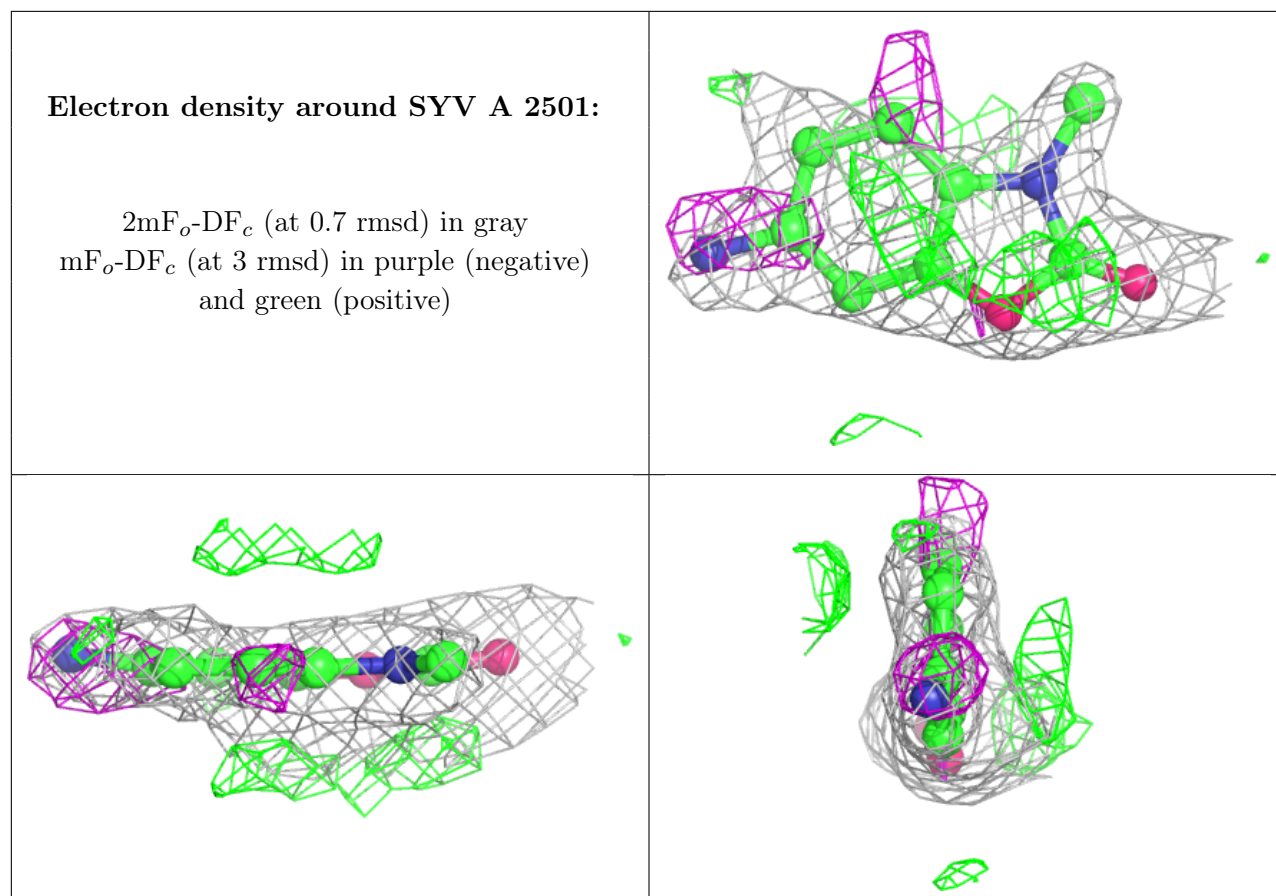 Electron density around SYV A 2501:
2mFo-DFc (at 0.7 rmsd) in gray
mFo-DFc (at 3 rmsd) in purple (negative)
and green (positive)